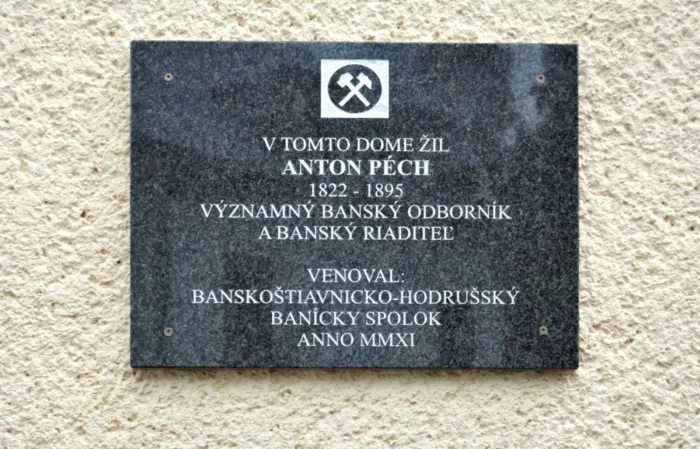 V TOMTO DOME ŽIL
ANTON PÉCH
1822 - 1895
VÝZNAMNÝ BANSKÝ ODBORNÍK
A BANSKÝ RIADITEĽ
VENOVAL:
BANSKOŠTIAVNICKO-HODRUŠSKÝ
BANÍCKY SPOLOK
ANNO MMXI